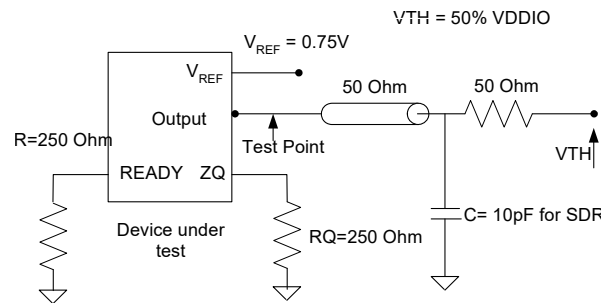 VTH = 50% VDDIO
VREF = 0.75V
VREF
50 Ohm
50 Ohm
Output
R=250 Ohm
Test Point
VTH
READY
ZQ
C= 10pF for SDR
Device under
test
RQ=250 Ohm